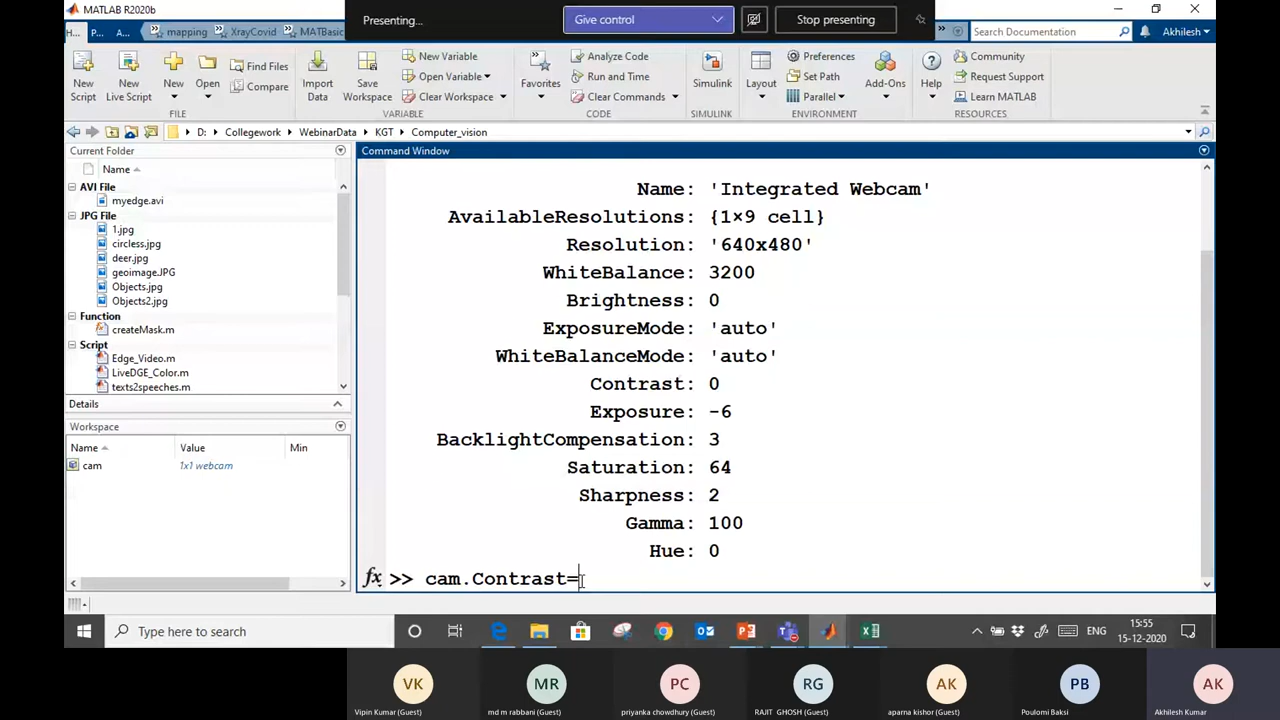 MATLAB R2020b
Presenting...
Give control
Stop presenting
H...
P...
A...
mapping
XrayCovid
MATBasic
Search Documentation
Akhilesh
New Script
New Live Script
New
Open
Find Files
Compare
FILE
Import Data
Save Workspace
New Variable
Open Variable
Clear Workspace
VARIABLE
Favorites
Analyze Code
Run and Time
Clear Commands
CODE
Simulink
SIMULINK
Layout
Preferences
Set Path
Parallel
Add-Ons
ENVIRONMENT
Help
Community
Request Support
Learn MATLAB
RESOURCES
D: Collegework WebinarData KGT Computer_vision
Current Folder
Name
AVI File
myedge.avi
JPG File
1.jpg
circless.jpg
deer.jpg
geoimage.JPG
Objects.jpg
Objects2.jpg
Function
createMask.m
Script
Edge_Video.m
LiveDGE_Color.m
texts2speeches.m
Details
Workspace
Name Value Min
cam 1x1 webcam
Command Window
Name: 'Integrated Webcam'
AvailableResolutions: {1×9 cell}
Resolution: '640x480'
WhiteBalance: 3200
Brightness: 0
ExposureMode: 'auto'
WhiteBalanceMode: 'auto'
Contrast: 0
Exposure: -6
BacklightCompensation: 3
Saturation: 64
Sharpness: 2
Gamma: 100
Hue: 0
fx >> cam.Contrast=
Type here to search
ENG
15:55
15-12-2020
VK
Vipin Kumar (Guest)
MR
md m rabbani (Guest)
PC
priyanka chowdhury (Guest)
RG
RAJIT GHOSH (Guest)
AK
aparna kishor (Guest)
PB
Poulomi Baksi
AK
Akhilesh Kumar